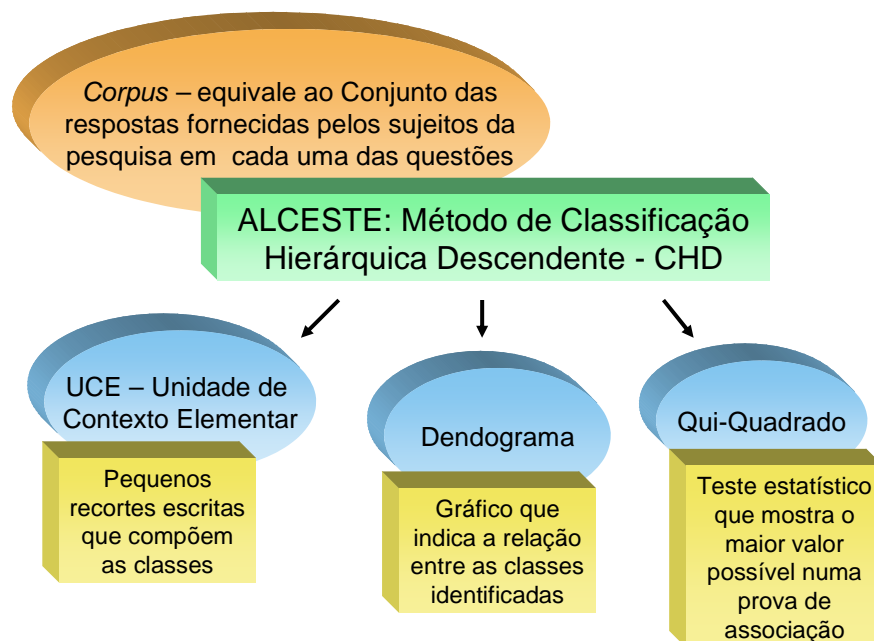 Corpus – equivale ao Conjunto das
respostas fornecidas pelos sujeitos da
pesquisa em cada uma das questões
ALCESTE: Método de Classificação
Hierárquica Descendente - CHD
UCE – Unidade de
Contexto Elementar
Pequenos
recortes escritas
que compõem
as classes
Dendograma
Gráfico que
indica a relação
entre as classes
identificadas
Qui-Quadrado
Teste estatístico
que mostra o
maior valor
possível numa
prova de
associação